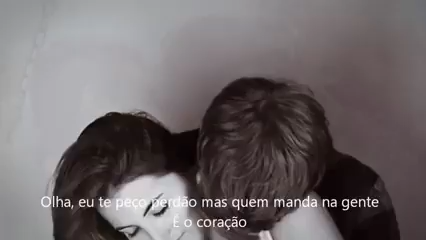 Olha, eu te peço perdão mas quem manda na gente
É o coração